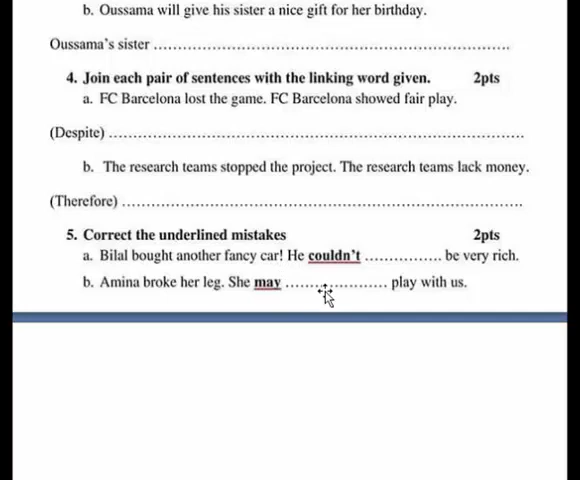 b. Oussama will give his sister a nice gift for her birthday.
Oussama's sister ..........................................................................................
4. Join each pair of sentences with the linking word given. 2pts
a. FC Barcelona lost the game. FC Barcelona showed fair play.
(Despite) ..........................................................................................................
b. The research teams stopped the project. The research teams lack money.
(Therefore) ......................................................................................................
5. Correct the underlined mistakes 2pts
a. Bilal bought another fancy car! He couldn't ................... be very rich.
b. Amina broke her leg. She may ......................... play with us.